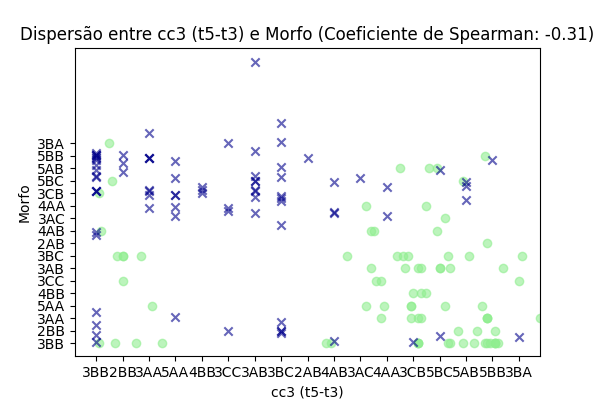 Dispersão entre cc3 (t5-t3) e Morfo (Coeficiente de Spearman: -0.31)
3BA
5BB
5AB
5BC
3CB
4AA
3AC
4AB
2AB
3BC
3AB
3CC
4BB
5AA
3AA
2BB
3BB
Morfo
3BB2BB3AA5AA4BB3CC3AB3BC2AB4AB3AC4AA3CB5BC5AB5BB3BA
cc3 (t5-t3)